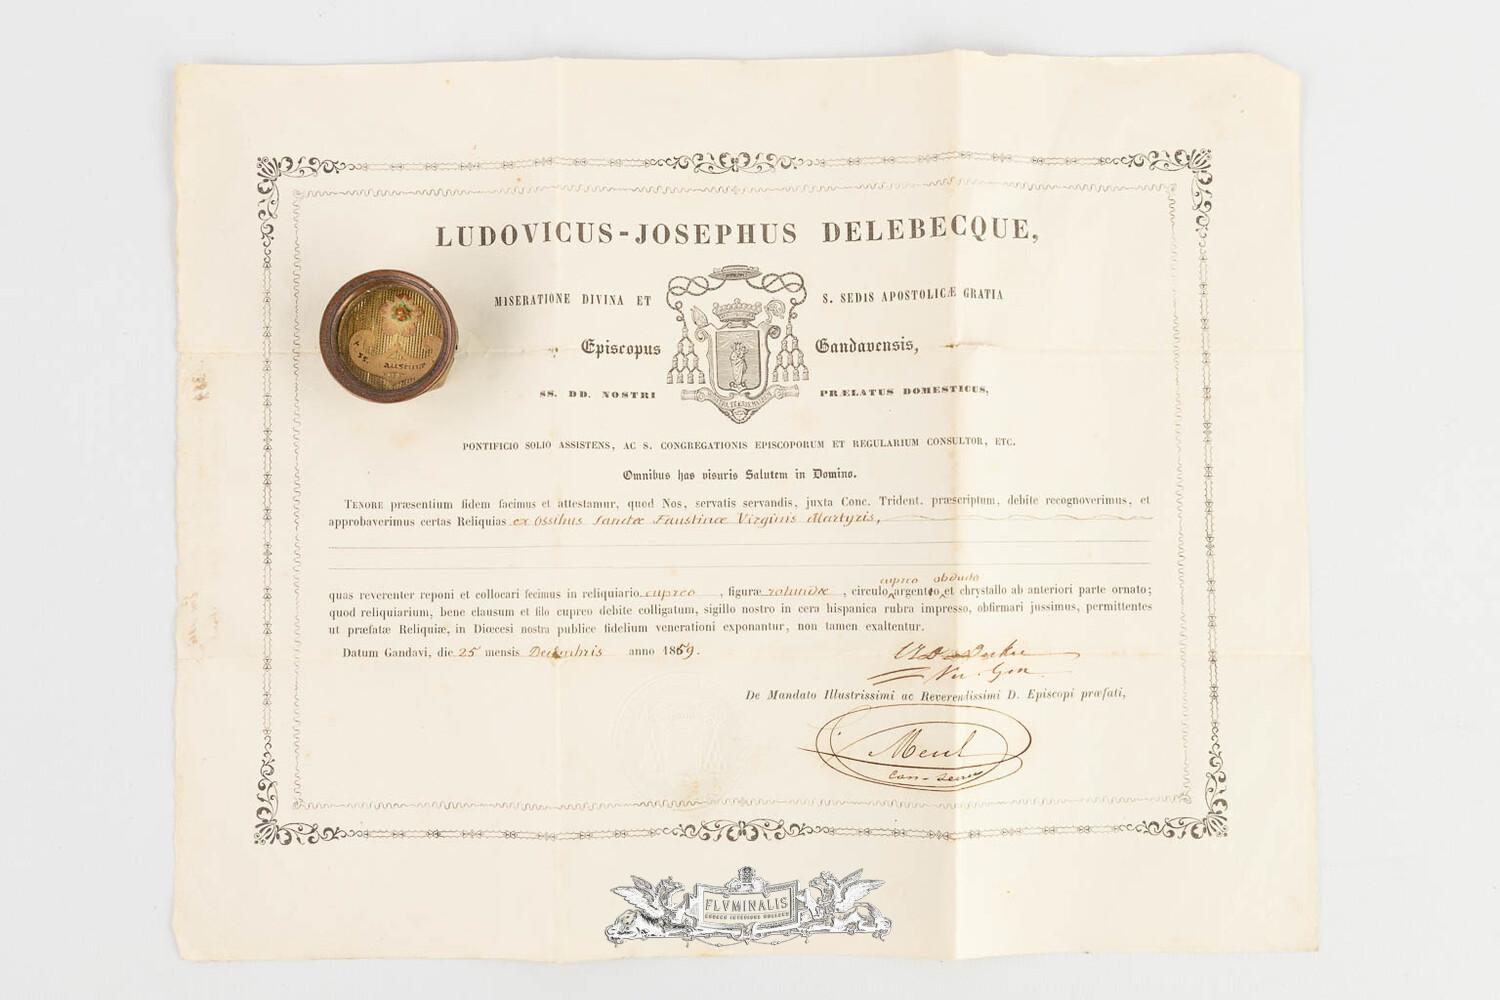 LUDOVICUS-JOSEPHUS DELEBECQUE,
MISERATIONE DIVINA ET S. SEDIS APOSTOLICÆ GRATIA
Episcopus Gandavensis,
SS. DD. NOSTRI PRÆLATUS DOMESTICUS,
PONTIFICIO SOLIO ASSISTENS, AC S. CONGREGATIONIS EPISCOPORUM ET REGULARIUM CONSULTOR, ETC.
Omnibus has visuris Salutem in Domino.
TENORE præsentium fidem facimus et attestamur, quod Nos, servatis servandis, juxta Conc. Trident. præscriptum, debite recognoverimus, et
approbaverimus certas Reliquias ex Ossibus Sanctæ Faustinæ Virginis Martyris,
cupreo obducto
quas reverenter reponi et collocari fecimus in reliquiario cupreo, figuræ rotundæ, circulo argenteo et chrystallo ab anteriori parte ornato;
quod reliquiarium, bene clausum et filo cupreo debite colligatum, sigillo nostro in cera hispanica rubra impresso, obfirmari jussimus, permittentes
ut præfatæ Reliquiæ, in Diœcesi nostra publice fidelium venerationi exponantur, non tamen exaltentur.
Datum Gandavi, die 25 mensis Decembris anno 1859.
Vic. Gen.
De Mandato Illustrissimi ac Reverendissimi D. Episcopi præfati,
FLVMINALIS